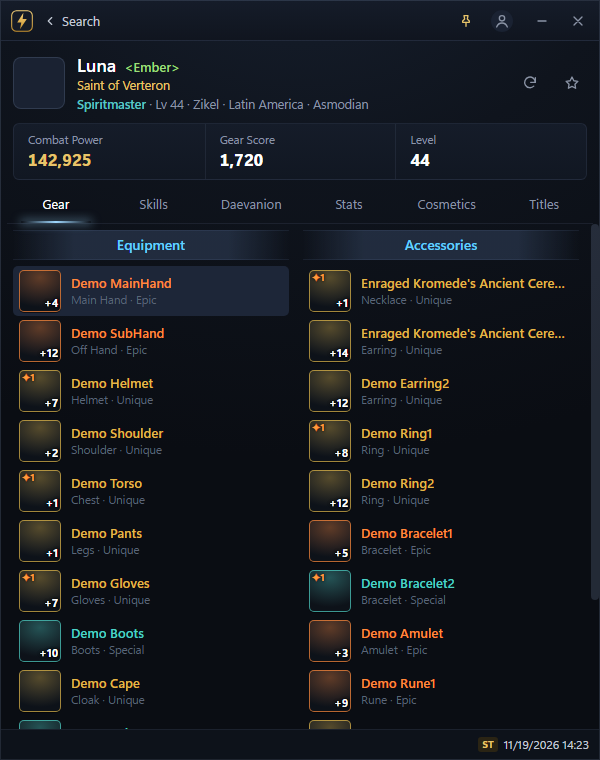 Search
Luna <Ember>
Saint of Verteron
Spiritmaster · Lv 44 · Zikel · Latin America · Asmodian
Combat Power
142,925
Gear Score
1,720
Level
44
Gear
Skills
Daevanion
Stats
Cosmetics
Titles
Equipment
+4
Demo MainHand
Main Hand · Epic
+12
Demo SubHand
Off Hand · Epic
✦1
+7
Demo Helmet
Helmet · Unique
+2
Demo Shoulder
Shoulder · Unique
✦1
+1
Demo Torso
Chest · Unique
+1
Demo Pants
Legs · Unique
✦1
+7
Demo Gloves
Gloves · Unique
+10
Demo Boots
Boots · Special
Demo Cape
Cloak · Unique
Accessories
✦1
+1
Enraged Kromede's Ancient Cere...
Necklace · Unique
+14
Enraged Kromede's Ancient Cere...
Earring · Unique
+12
Demo Earring2
Earring · Unique
✦1
+8
Demo Ring1
Ring · Unique
+12
Demo Ring2
Ring · Unique
+5
Demo Bracelet1
Bracelet · Epic
✦1
Demo Bracelet2
Bracelet · Special
+3
Demo Amulet
Amulet · Epic
+9
Demo Rune1
Rune · Epic
ST 11/19/2026 14:23